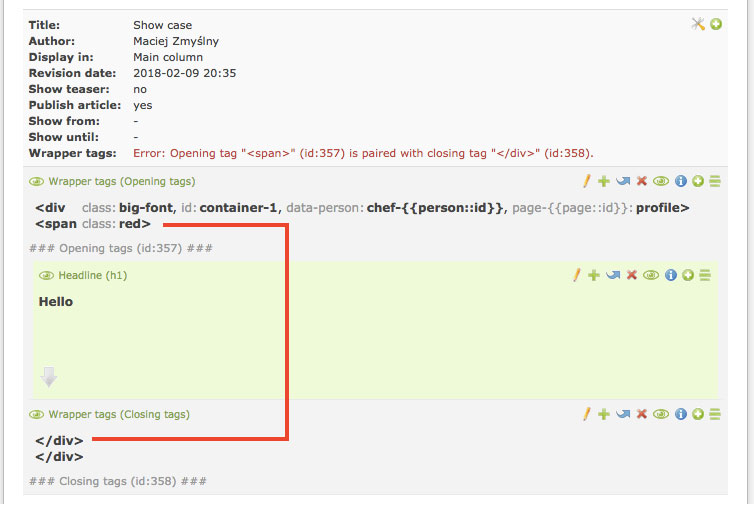 Title: Show case
Author: Maciej Zmyślny
Display in: Main column
Revision date: 2018-02-09 20:35
Show teaser: no
Publish article: yes
Show from: -
Show until: -
Wrapper tags: Error: Opening tag "<span>" (id:357) is paired with closing tag "</div>" (id:358).
Wrapper tags (Opening tags)
<div class: big-font, id: container-1, data-person: chef-{{person::id}}, page-{{page::id}}: profile>
<span class: red>
### Opening tags (id:357) ###
Headline (h1)
Hello
Wrapper tags (Closing tags)
</div>
</div>
### Closing tags (id:358) ###